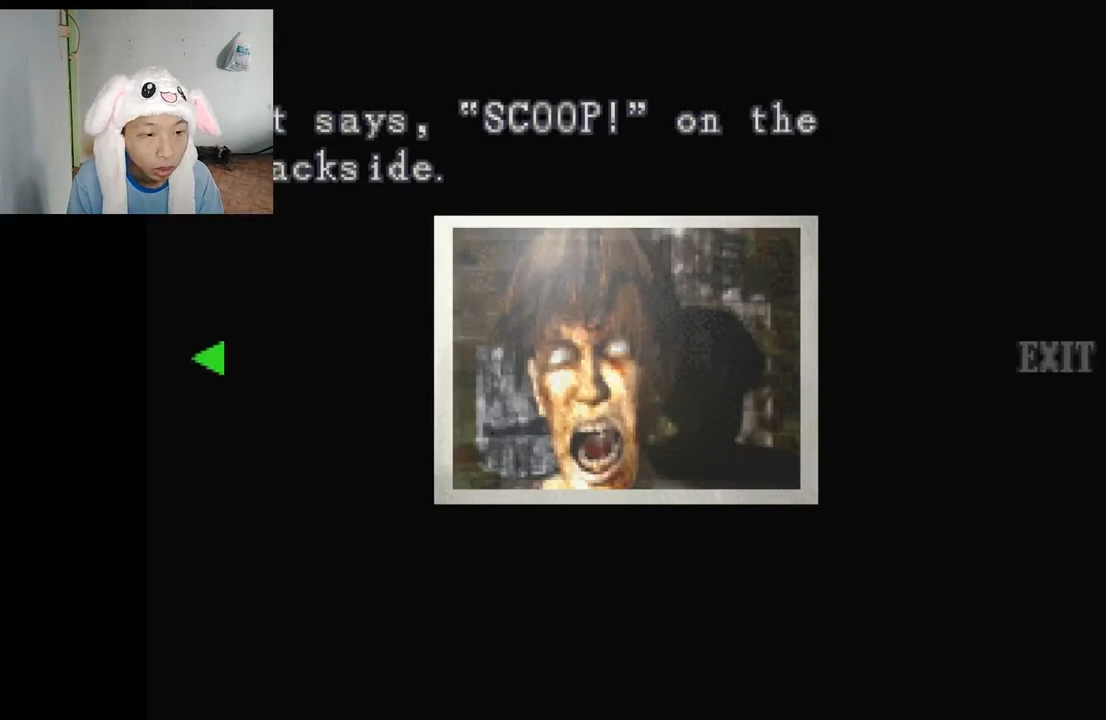 t says, "SCOOP!" on the
ackside.
EXIT